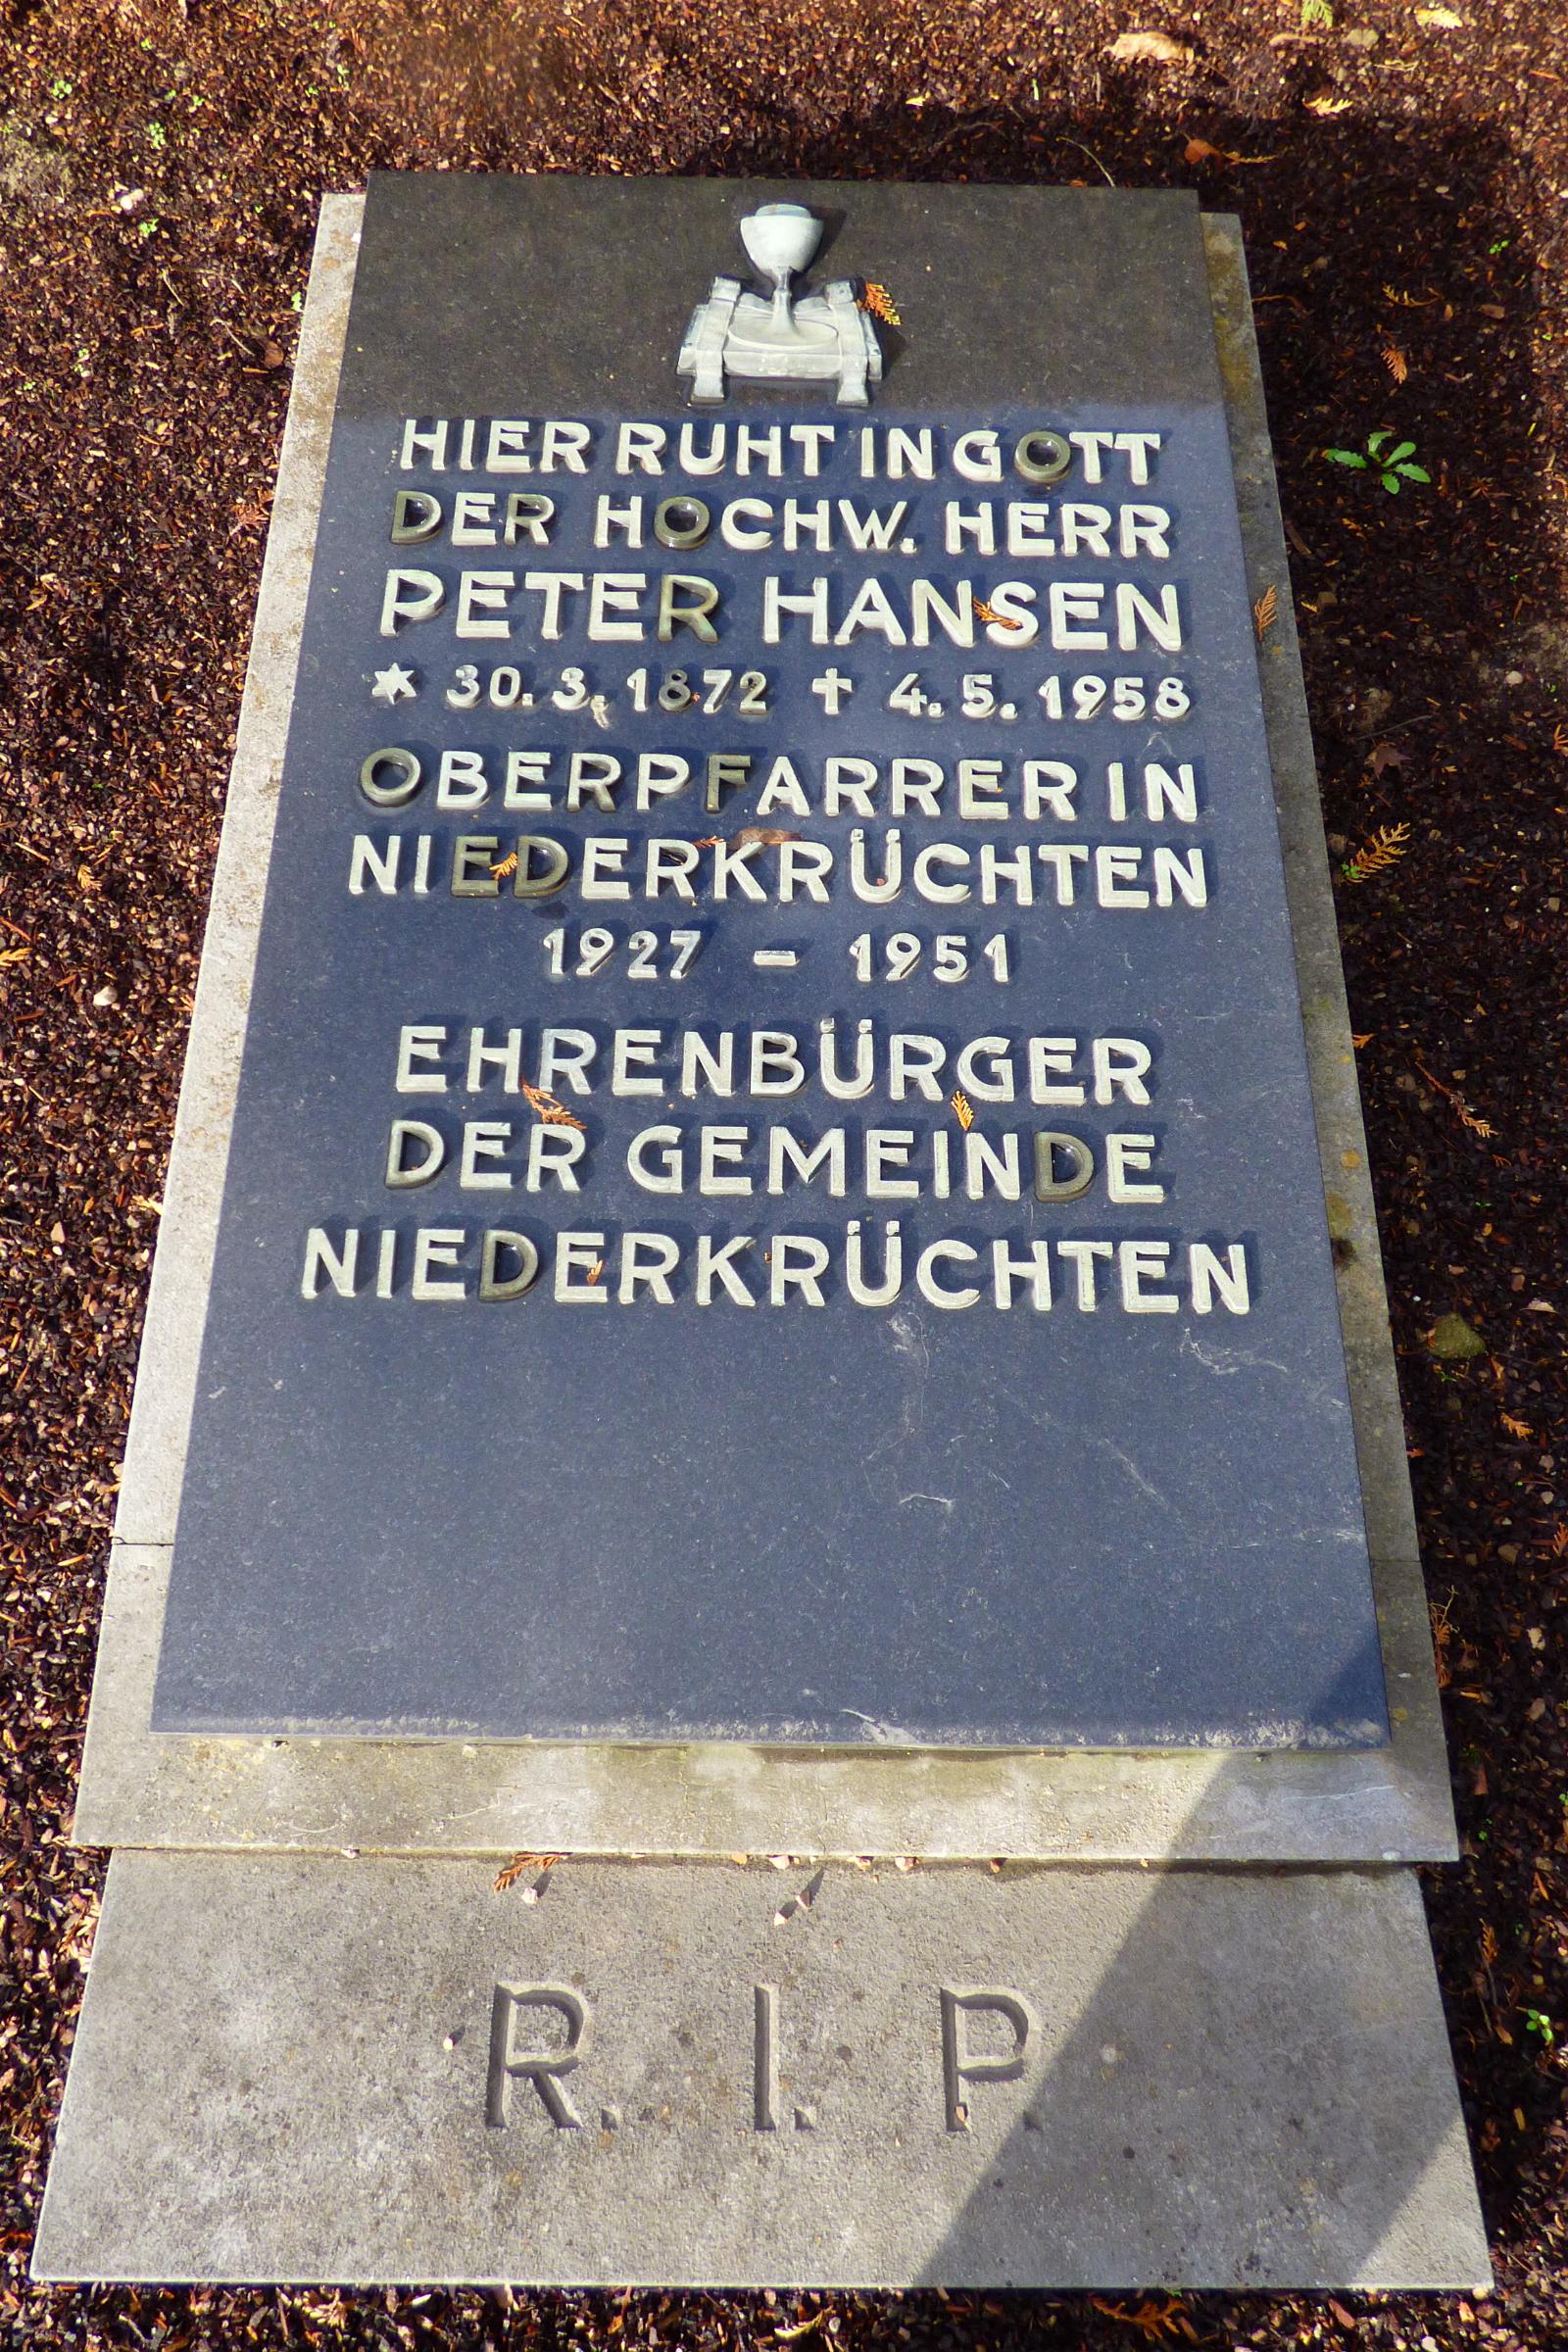 HIER RUHT IN GOTT
DER HOCHW. HERR
PETER HANSEN
* 30.3.1872 † 4.5.1958
OBERPFARRER IN
NIEDERKRÜCHTEN
1927 – 1951
EHRENBÜRGER
DER GEMEINDE
NIEDERKRÜCHTEN
R. I. P.